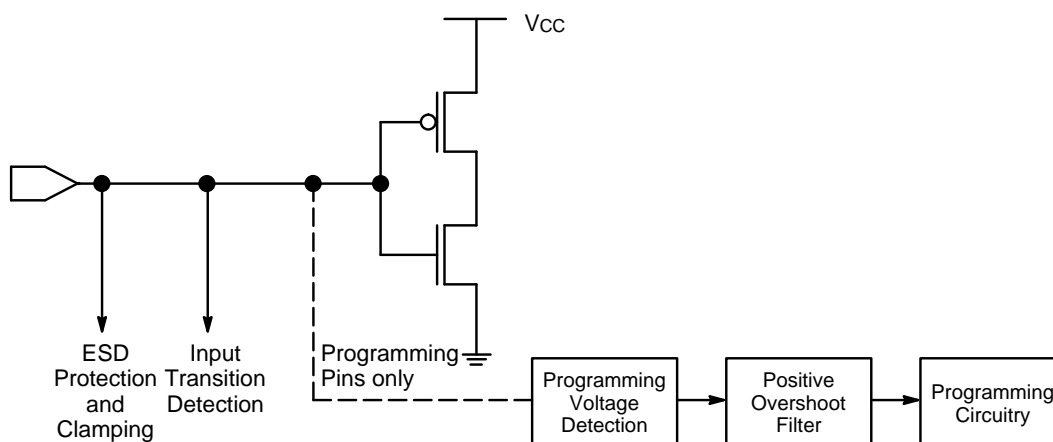 VCC
ESD
Protection
and
Clamping
Input
Transition
Detection
Programming
Pins only
Programming
Voltage
Detection
Positive
Overshoot
Filter
Programming
Circuitry